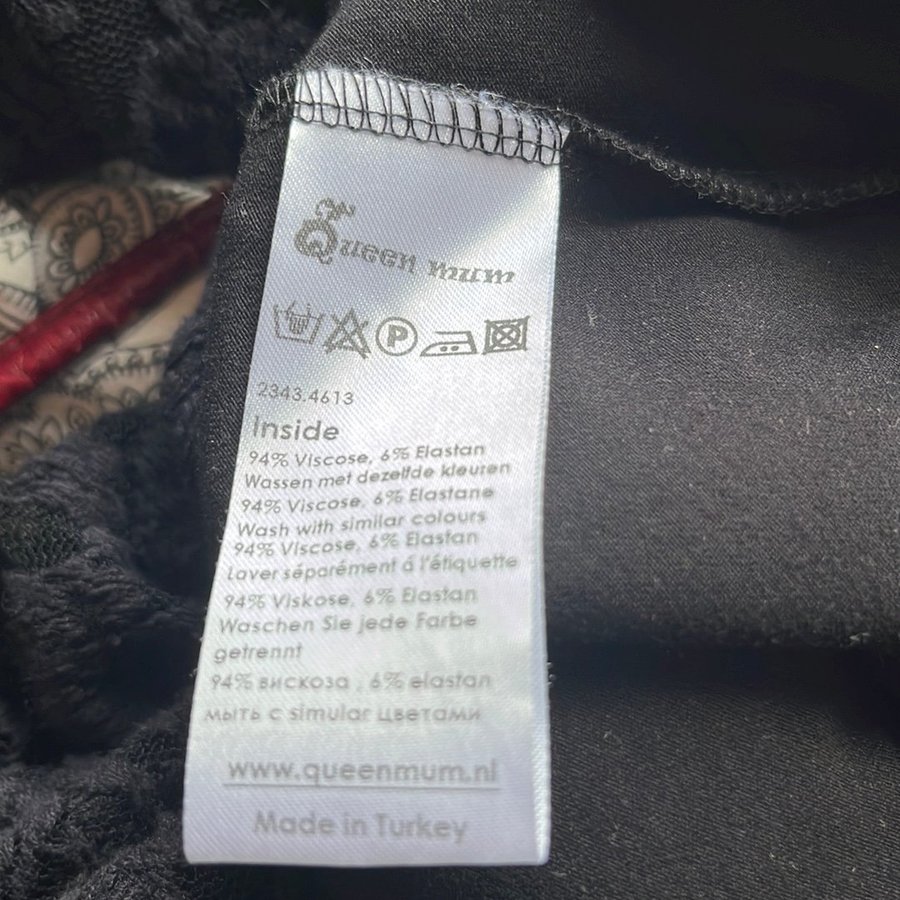 Queen mum
P
2343.4613
Inside
94% Viscose, 6% Elastan
Wassen met dezelfde kleuren
94% Viscose, 6% Elastane
Wash with similar colours
94% Viscose, 6% Elastan
Laver séparément á l'étiquette
94% Viskose, 6% Elastan
Waschen Sie jede Farbe
getrennt
94% вискоза , 6% elastan
мыть с simular цветами
www.queenmum.nl
Made in Turkey